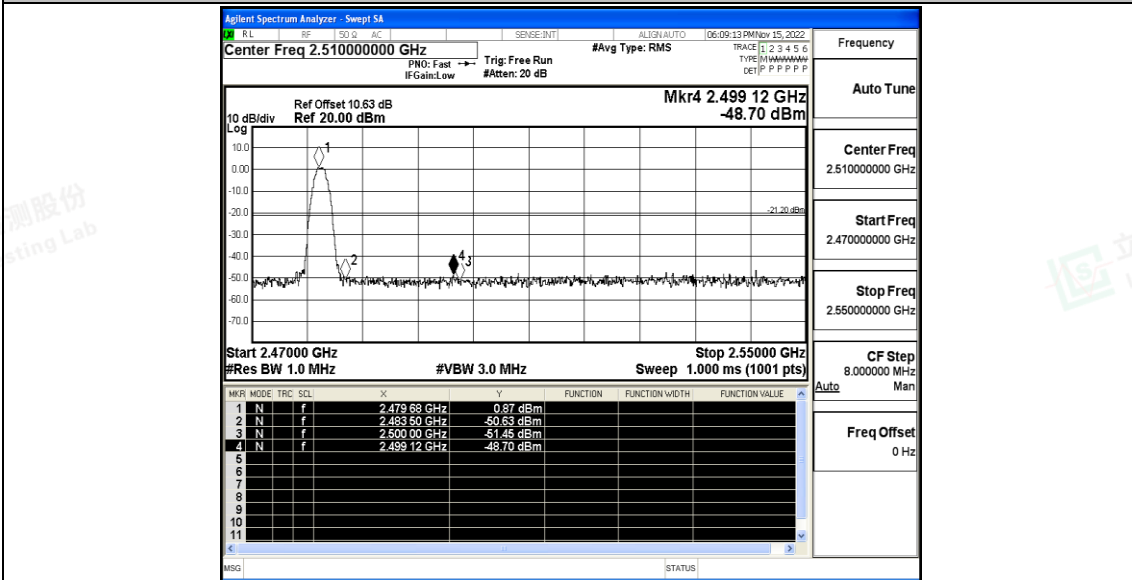 Agilent Spectrum Analyzer - Swept SA
RL RF 50 Ω AC SENSE:INT ALIGN AUTO 06:09:13 PM Nov 15, 2022
Center Freq 2.510000000 GHz
PNO: Fast
IFGain:Low
Trig: Free Run
#Atten: 20 dB
#Avg Type: RMS
TRACE 1 2 3 4 5 6
TYPE M
DET P P P P P P
Ref Offset 10.63 dB
10 dB/div Ref 20.00 dBm
Log
Mkr4 2.499 12 GHz
-48.70 dBm
10.0
0.00
-10.0
-20.0
-30.0
-40.0
-50.0
-60.0
-70.0
1
2
4
3
-21.20 dBm
Start 2.47000 GHz Stop 2.55000 GHz
#Res BW 1.0 MHz #VBW 3.0 MHz Sweep 1.000 ms (1001 pts)
MKR MODE TRC SCL X Y FUNCTION FUNCTION WIDTH FUNCTION VALUE
1 N f 2.479 68 GHz 0.87 dBm
2 N f 2.483 50 GHz -50.63 dBm
3 N f 2.500 00 GHz -51.45 dBm
4 N f 2.499 12 GHz -48.70 dBm
5
6
7
8
9
10
11
MSG STATUS
Frequency
Auto Tune
Center Freq
2.510000000 GHz
Start Freq
2.470000000 GHz
Stop Freq
2.550000000 GHz
CF Step
8.000000 MHz
Auto Man
Freq Offset
0 Hz
测股份
sting Lab
立